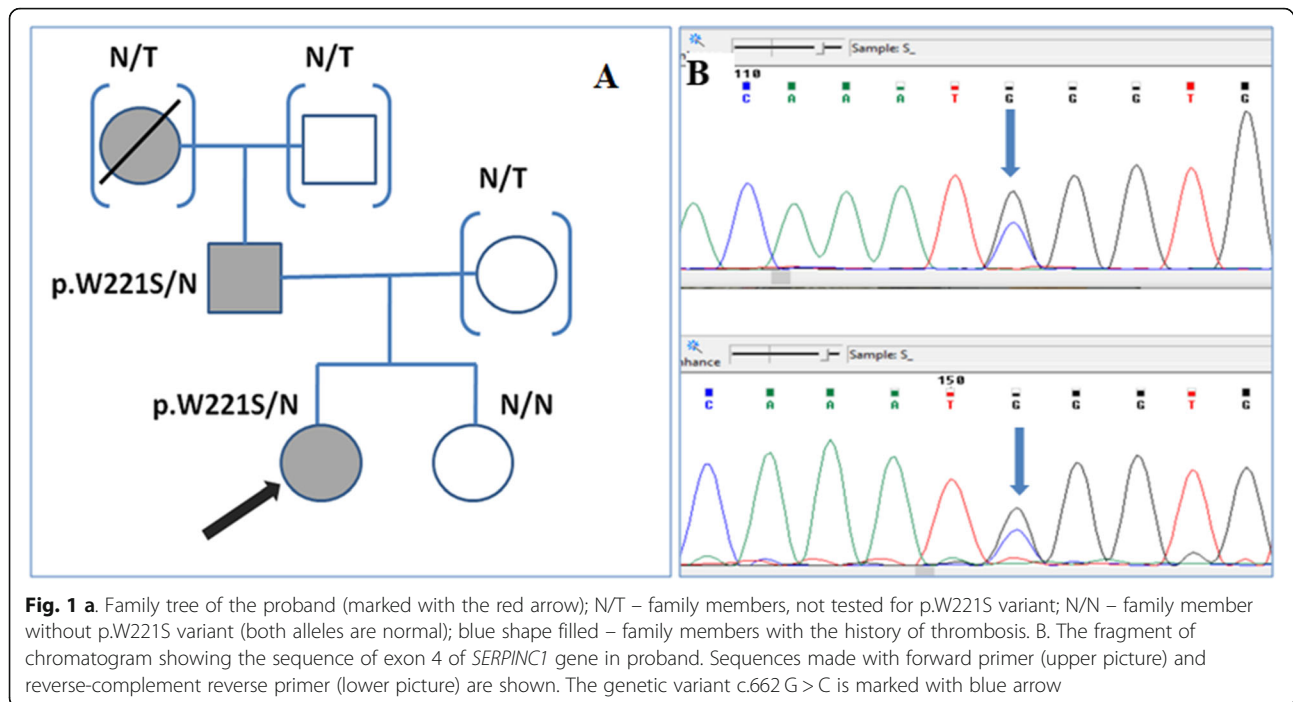 N/T
N/T
A
N/T
p.W221S/N
p.W221S/N
N/N
B
Sample: S_
110
C A A A T G G G T G
hance
Sample: S_
150
C A A A T G G G T G
Fig. 1 a. Family tree of the proband (marked with the red arrow); N/T – family members, not tested for p.W221S variant; N/N – family member
without p.W221S variant (both alleles are normal); blue shape filled – family members with the history of thrombosis. B. The fragment of
chromatogram showing the sequence of exon 4 of SERPINC1 gene in proband. Sequences made with forward primer (upper picture) and
reverse-complement reverse primer (lower picture) are shown. The genetic variant c.662 G > C is marked with blue arrow